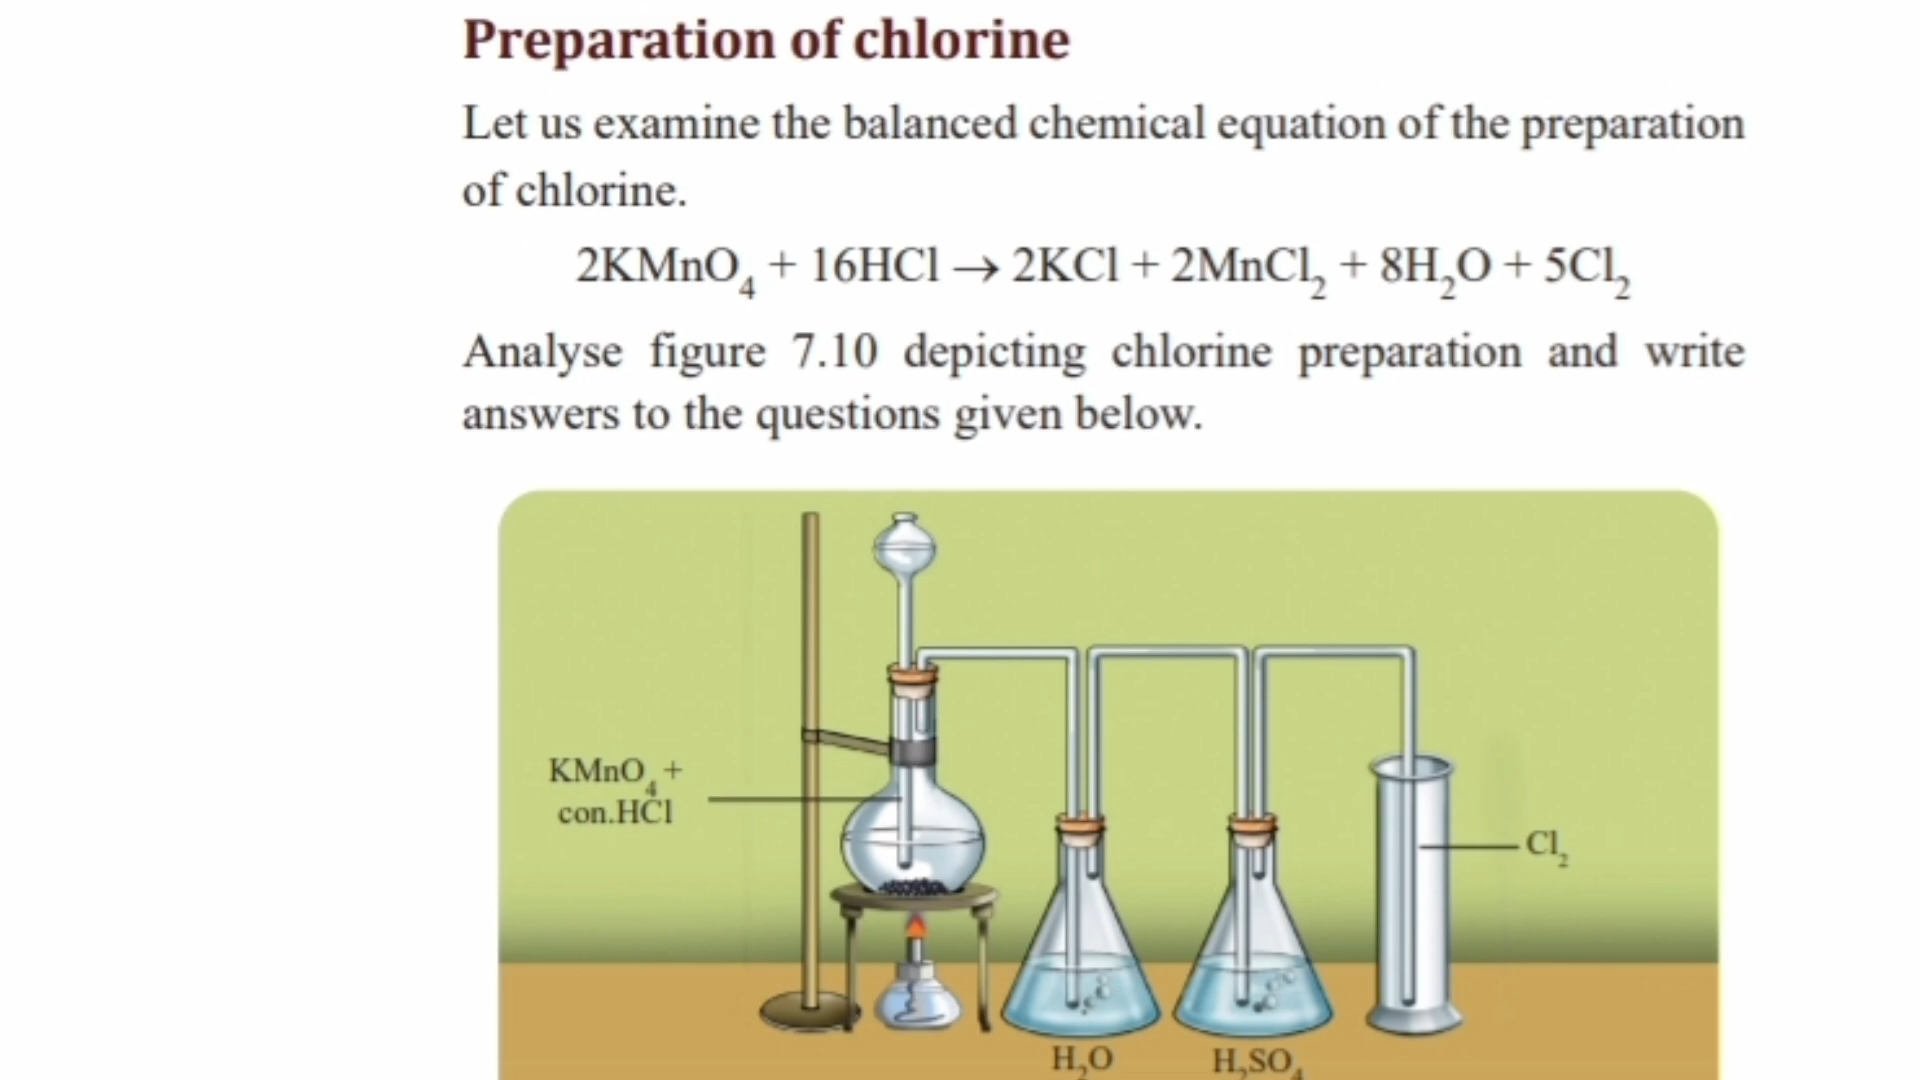 Preparation of chlorine
Let us examine the balanced chemical equation of the preparation
of chlorine.
2KMnO₄ + 16HCl → 2KCl + 2MnCl₂ + 8H₂O + 5Cl₂
Analyse figure 7.10 depicting chlorine preparation and write
answers to the questions given below.
KMnO₄ +
con.HCl
Cl₂
H₂O
H₂SO₄